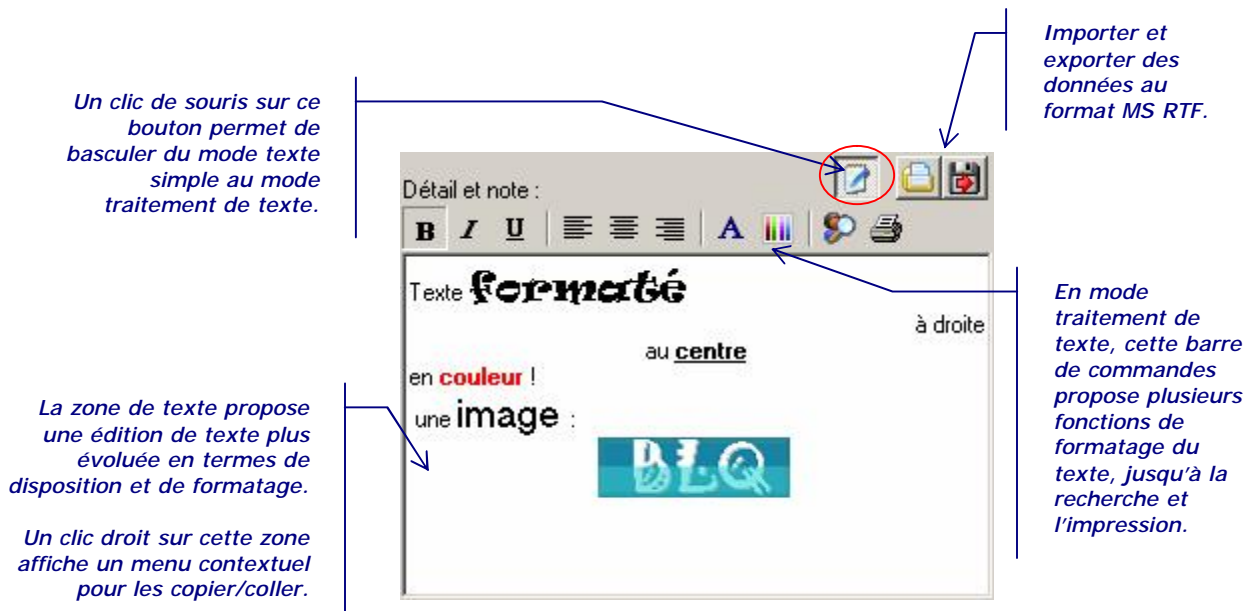 Importer et
exporter des
données au
format MS RTF.
Un clic de souris sur ce
bouton permet de
basculer du mode texte
simple au mode
traitement de texte.
Détail et note :
B I U A
Texte formaté
à droite
au centre
en couleur !
une image :
BLQ
En mode
traitement de
texte, cette barre
de commandes
propose plusieurs
fonctions de
formatage du
texte, jusqu'à la
recherche et
l'impression.
La zone de texte propose
une édition de texte plus
évoluée en termes de
disposition et de formatage.
Un clic droit sur cette zone
affiche un menu contextuel
pour les copier/coller.